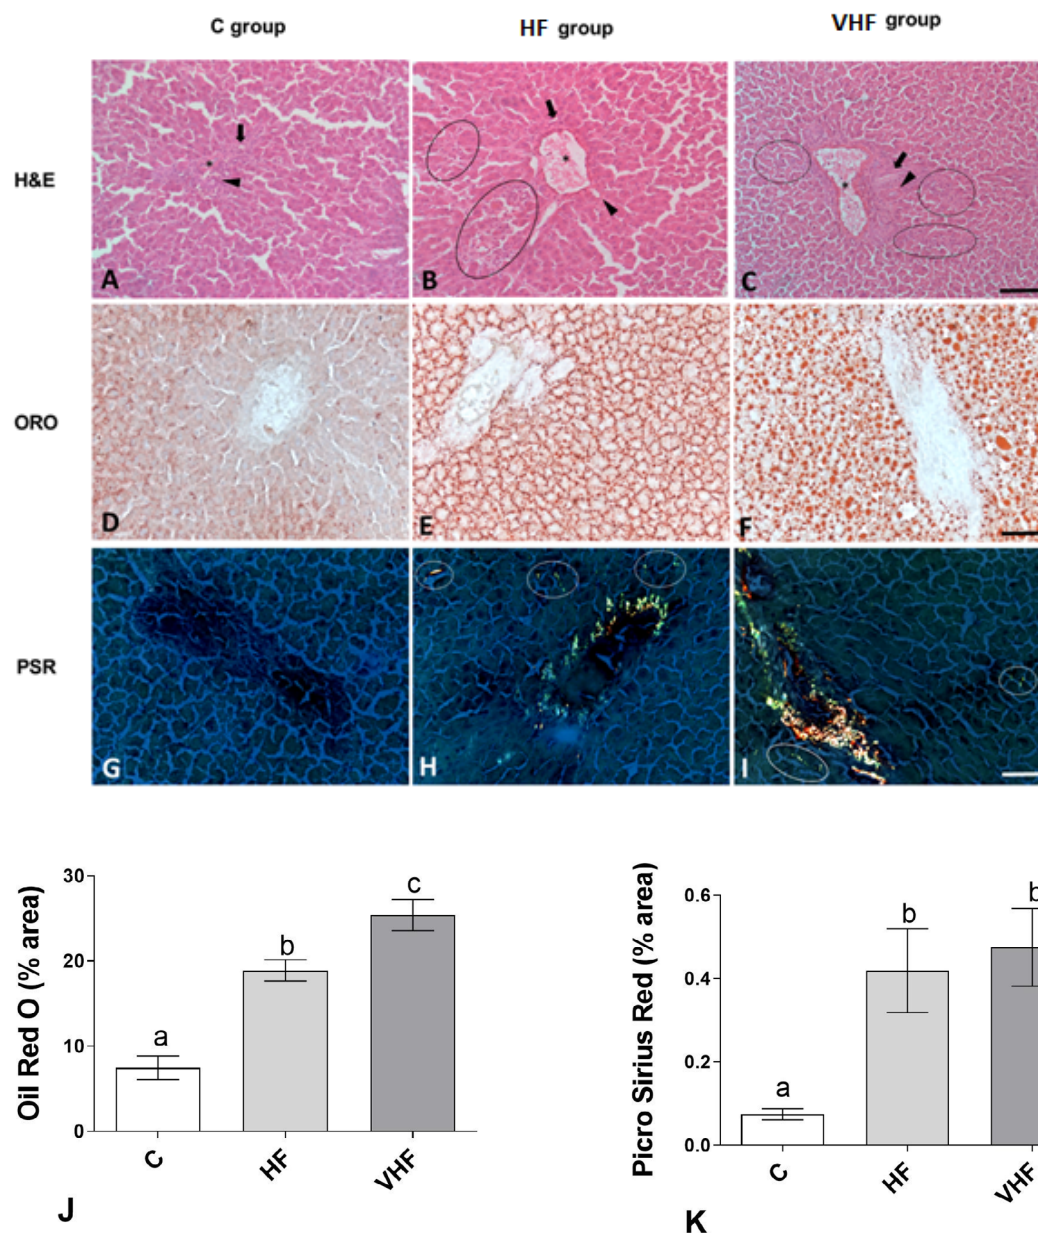 C group
HF group
VHF group
H&E
A
*
B
*
C
*
ORO
D
E
F
PSR
G
H
I
Oil Red O (% area)
30
20
10
0
a
b
c
C
HF
VHF
J
Picro Sirius Red (% area)
0.6
0.4
0.2
0.0
a
b
b
C
HF
VHF
K